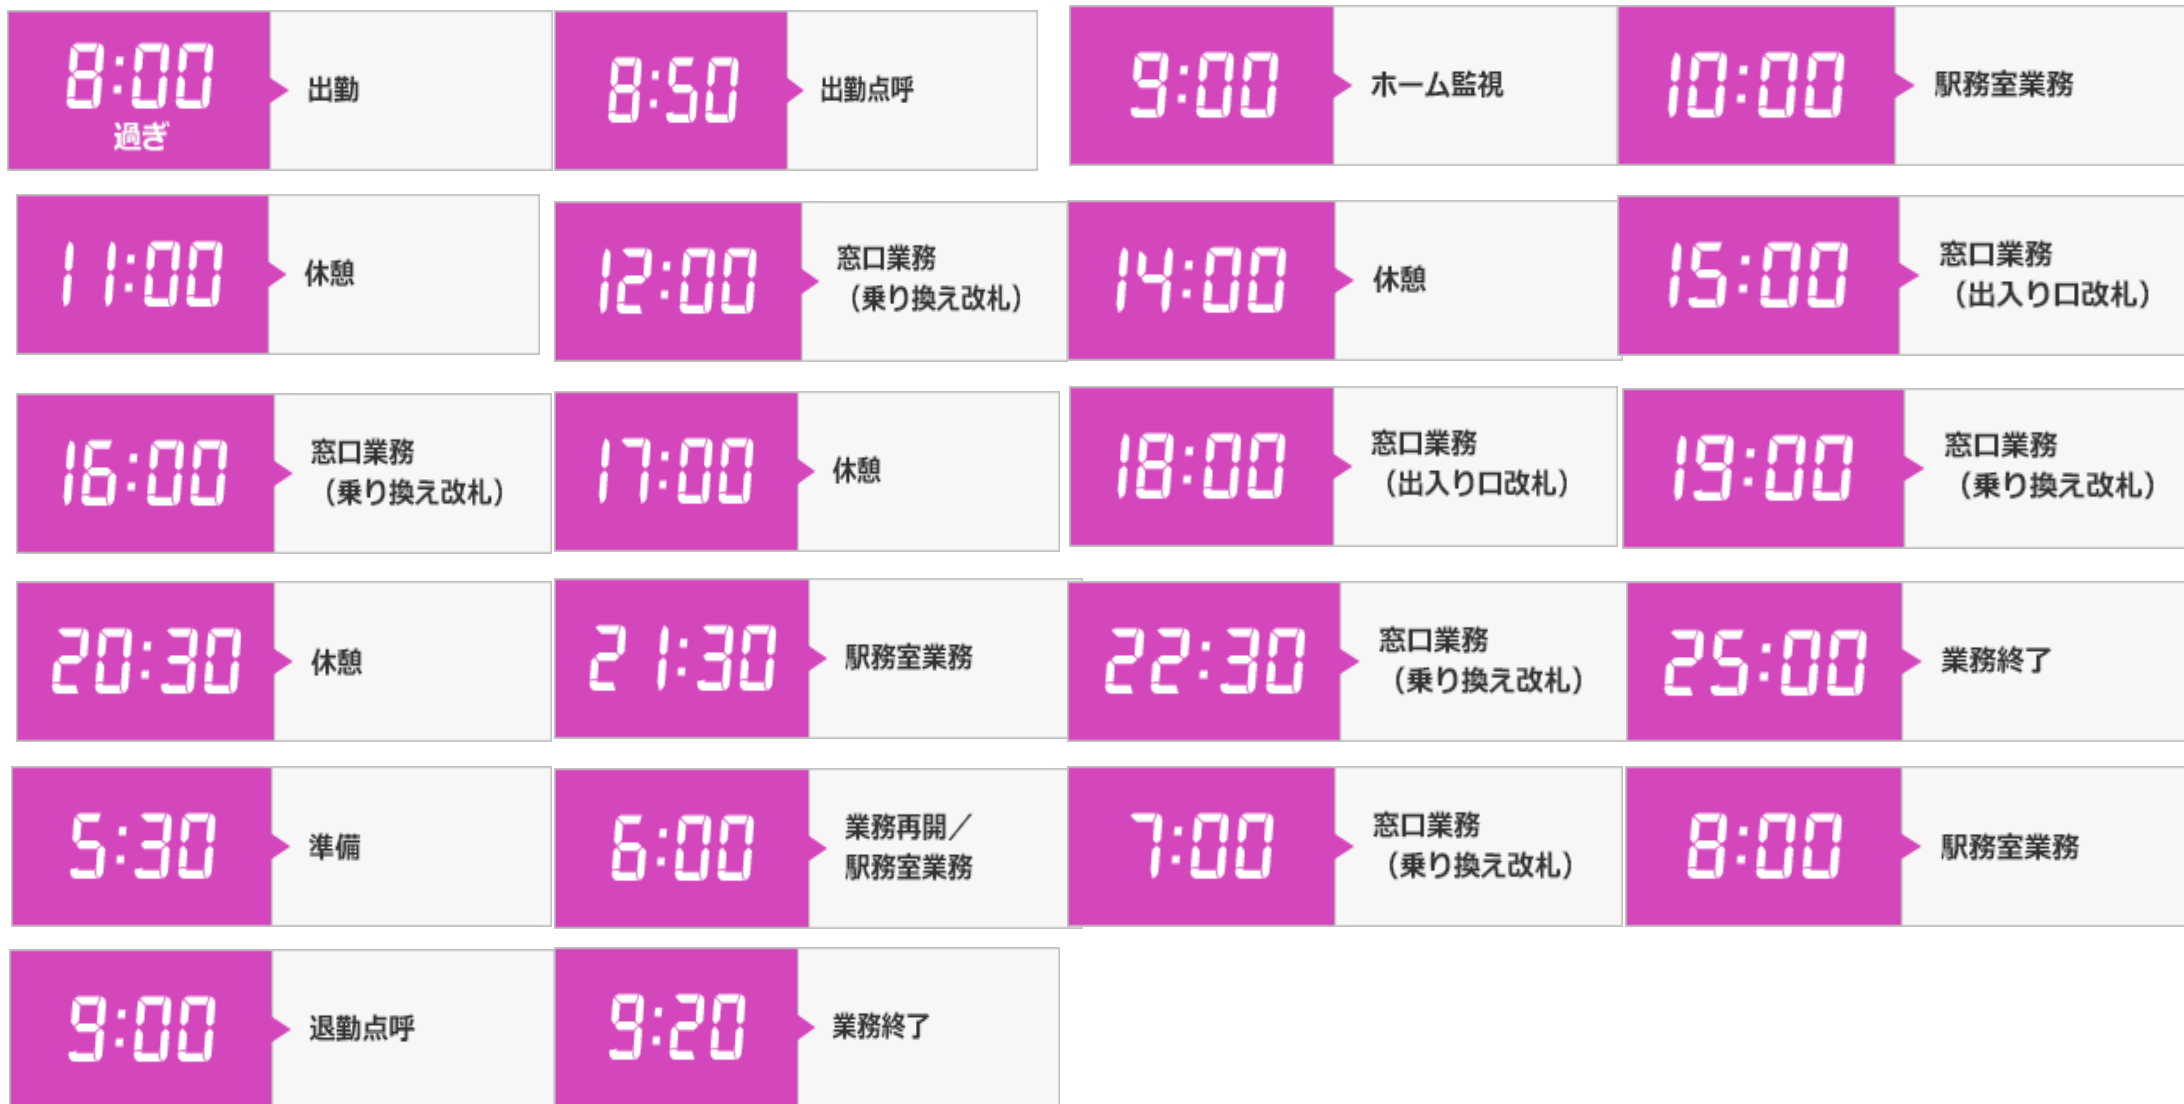 8:00
過ぎ
出勤
8:50
出勤点呼
9:00
ホーム監視
10:00
駅務室業務
11:00
休憩
12:00
窓口業務
（乗り換え改札）
14:00
休憩
15:00
窓口業務
（出入り口改札）
16:00
窓口業務
（乗り換え改札）
17:00
休憩
18:00
窓口業務
（出入り口改札）
19:00
窓口業務
（乗り換え改札）
20:30
休憩
21:30
駅務室業務
22:30
窓口業務
（乗り換え改札）
25:00
業務終了
5:30
準備
6:00
業務再開／
駅務室業務
7:00
窓口業務
（乗り換え改札）
8:00
駅務室業務
9:00
退勤点呼
9:20
業務終了